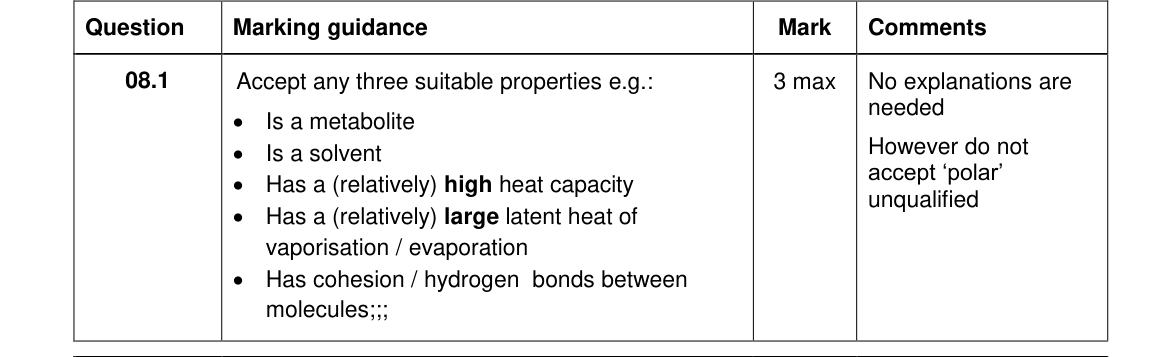 Question Marking guidance Mark Comments
08.1 Accept any three suitable properties e.g.: 3 max No explanations are
needed
• Is a metabolite
• Is a solvent
• Has a (relatively) high heat capacity
• Has a (relatively) large latent heat of
vaporisation / evaporation
• Has cohesion / hydrogen bonds between
molecules;;;
However do not
accept ‘polar’
unqualified